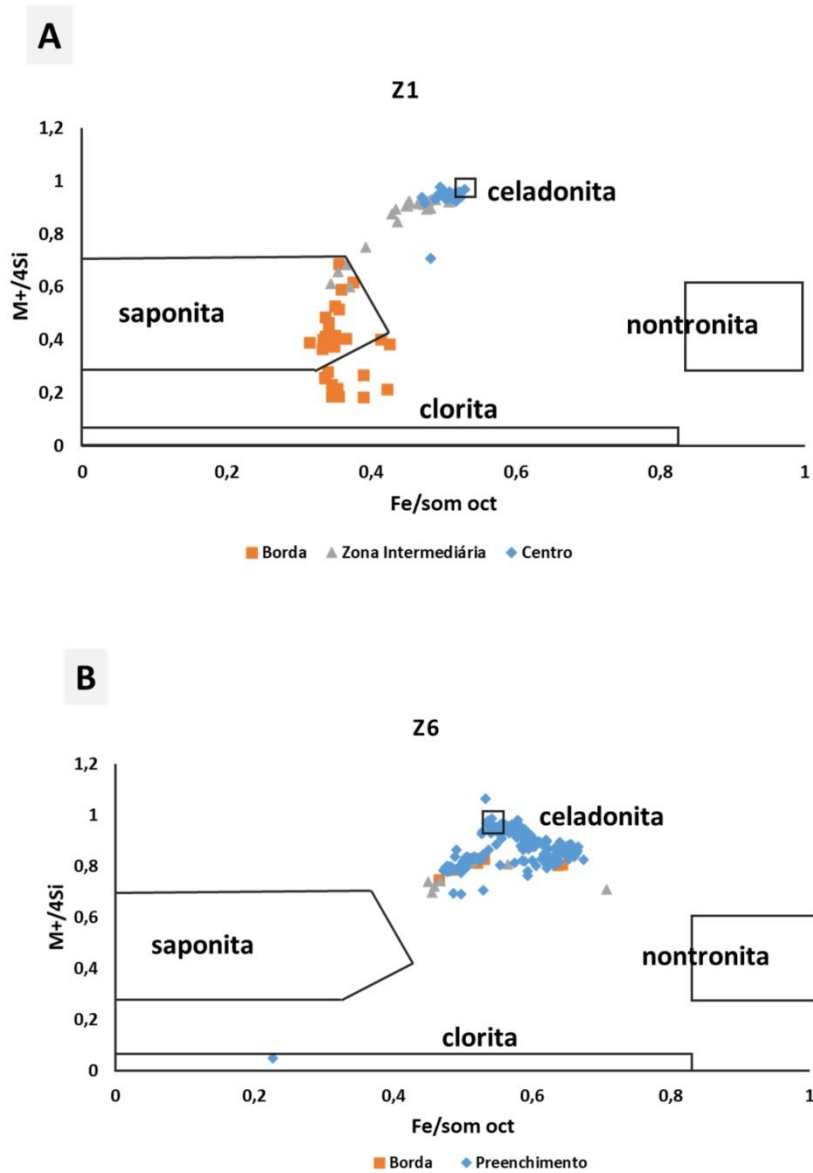 A
Z1
1,2
1
0,8
0,6
0,4
0,2
0
M+/4Si
celadonita
saponita
nontronita
clorita
0 0,2 0,4 0,6 0,8 1
Fe/som oct
Borda Zona Intermediária Centro
B
Z6
1,2
1
0,8
0,6
0,4
0,2
0
M+/4Si
celadonita
saponita
nontronita
clorita
0 0,2 0,4 0,6 0,8 1
Fe/som oct
Borda Preenchimento